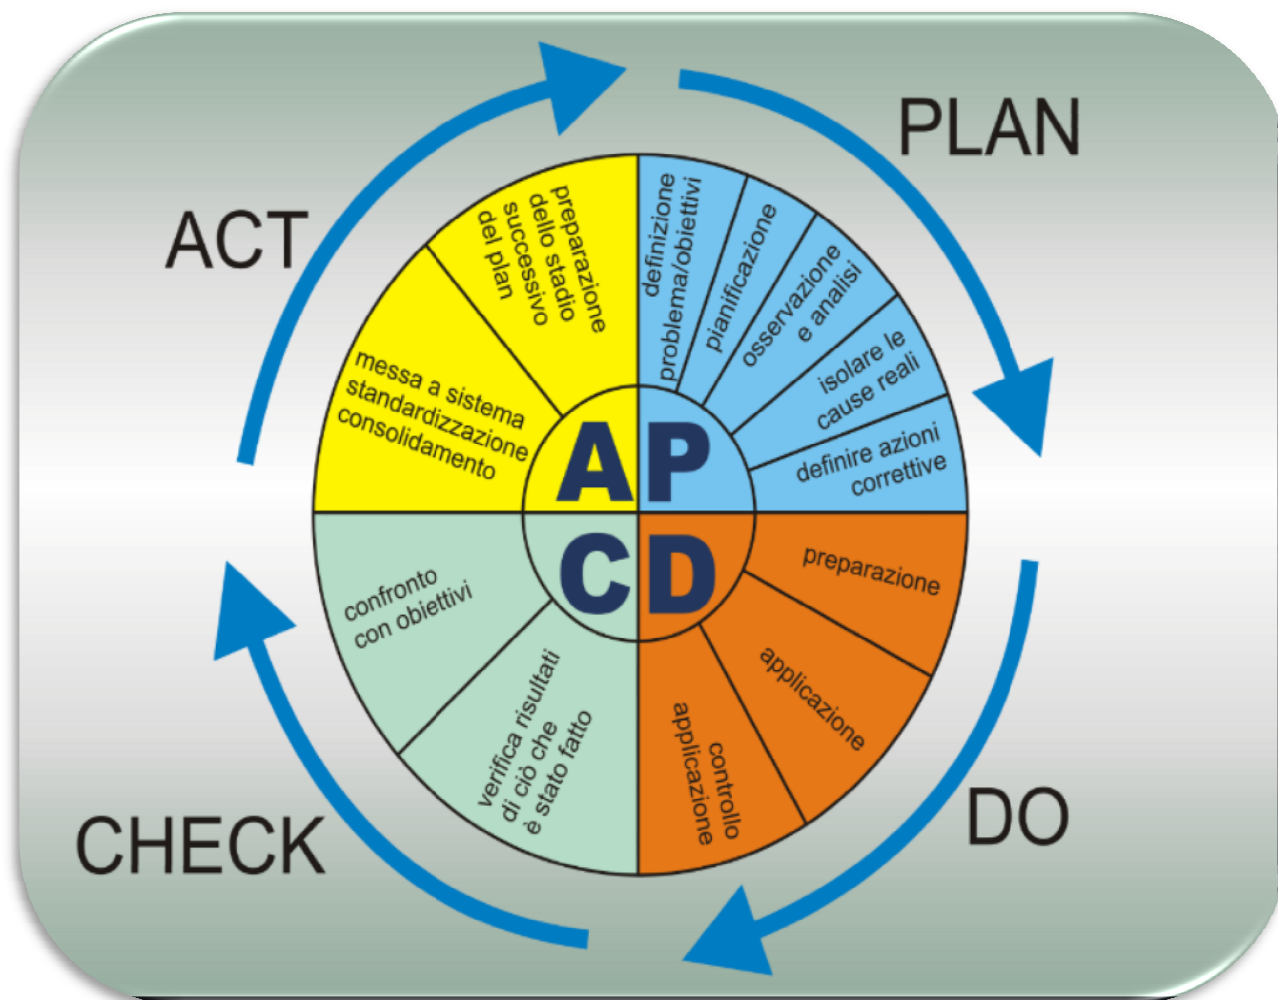 PLAN
definizione
problema/obiettivi
pianificazione
osservazione
e analisi
isolare le
cause reali
definire azioni
correttive
DO
preparazione
applicazione
controllo
applicazione
CHECK
verifica risultati
di ciò che
è stato fatto
confronto
con obiettivi
ACT
messa a sistema
standardizzazione
consolidamento
preparazione
dello stadio
successivo
del plan
A P
C D